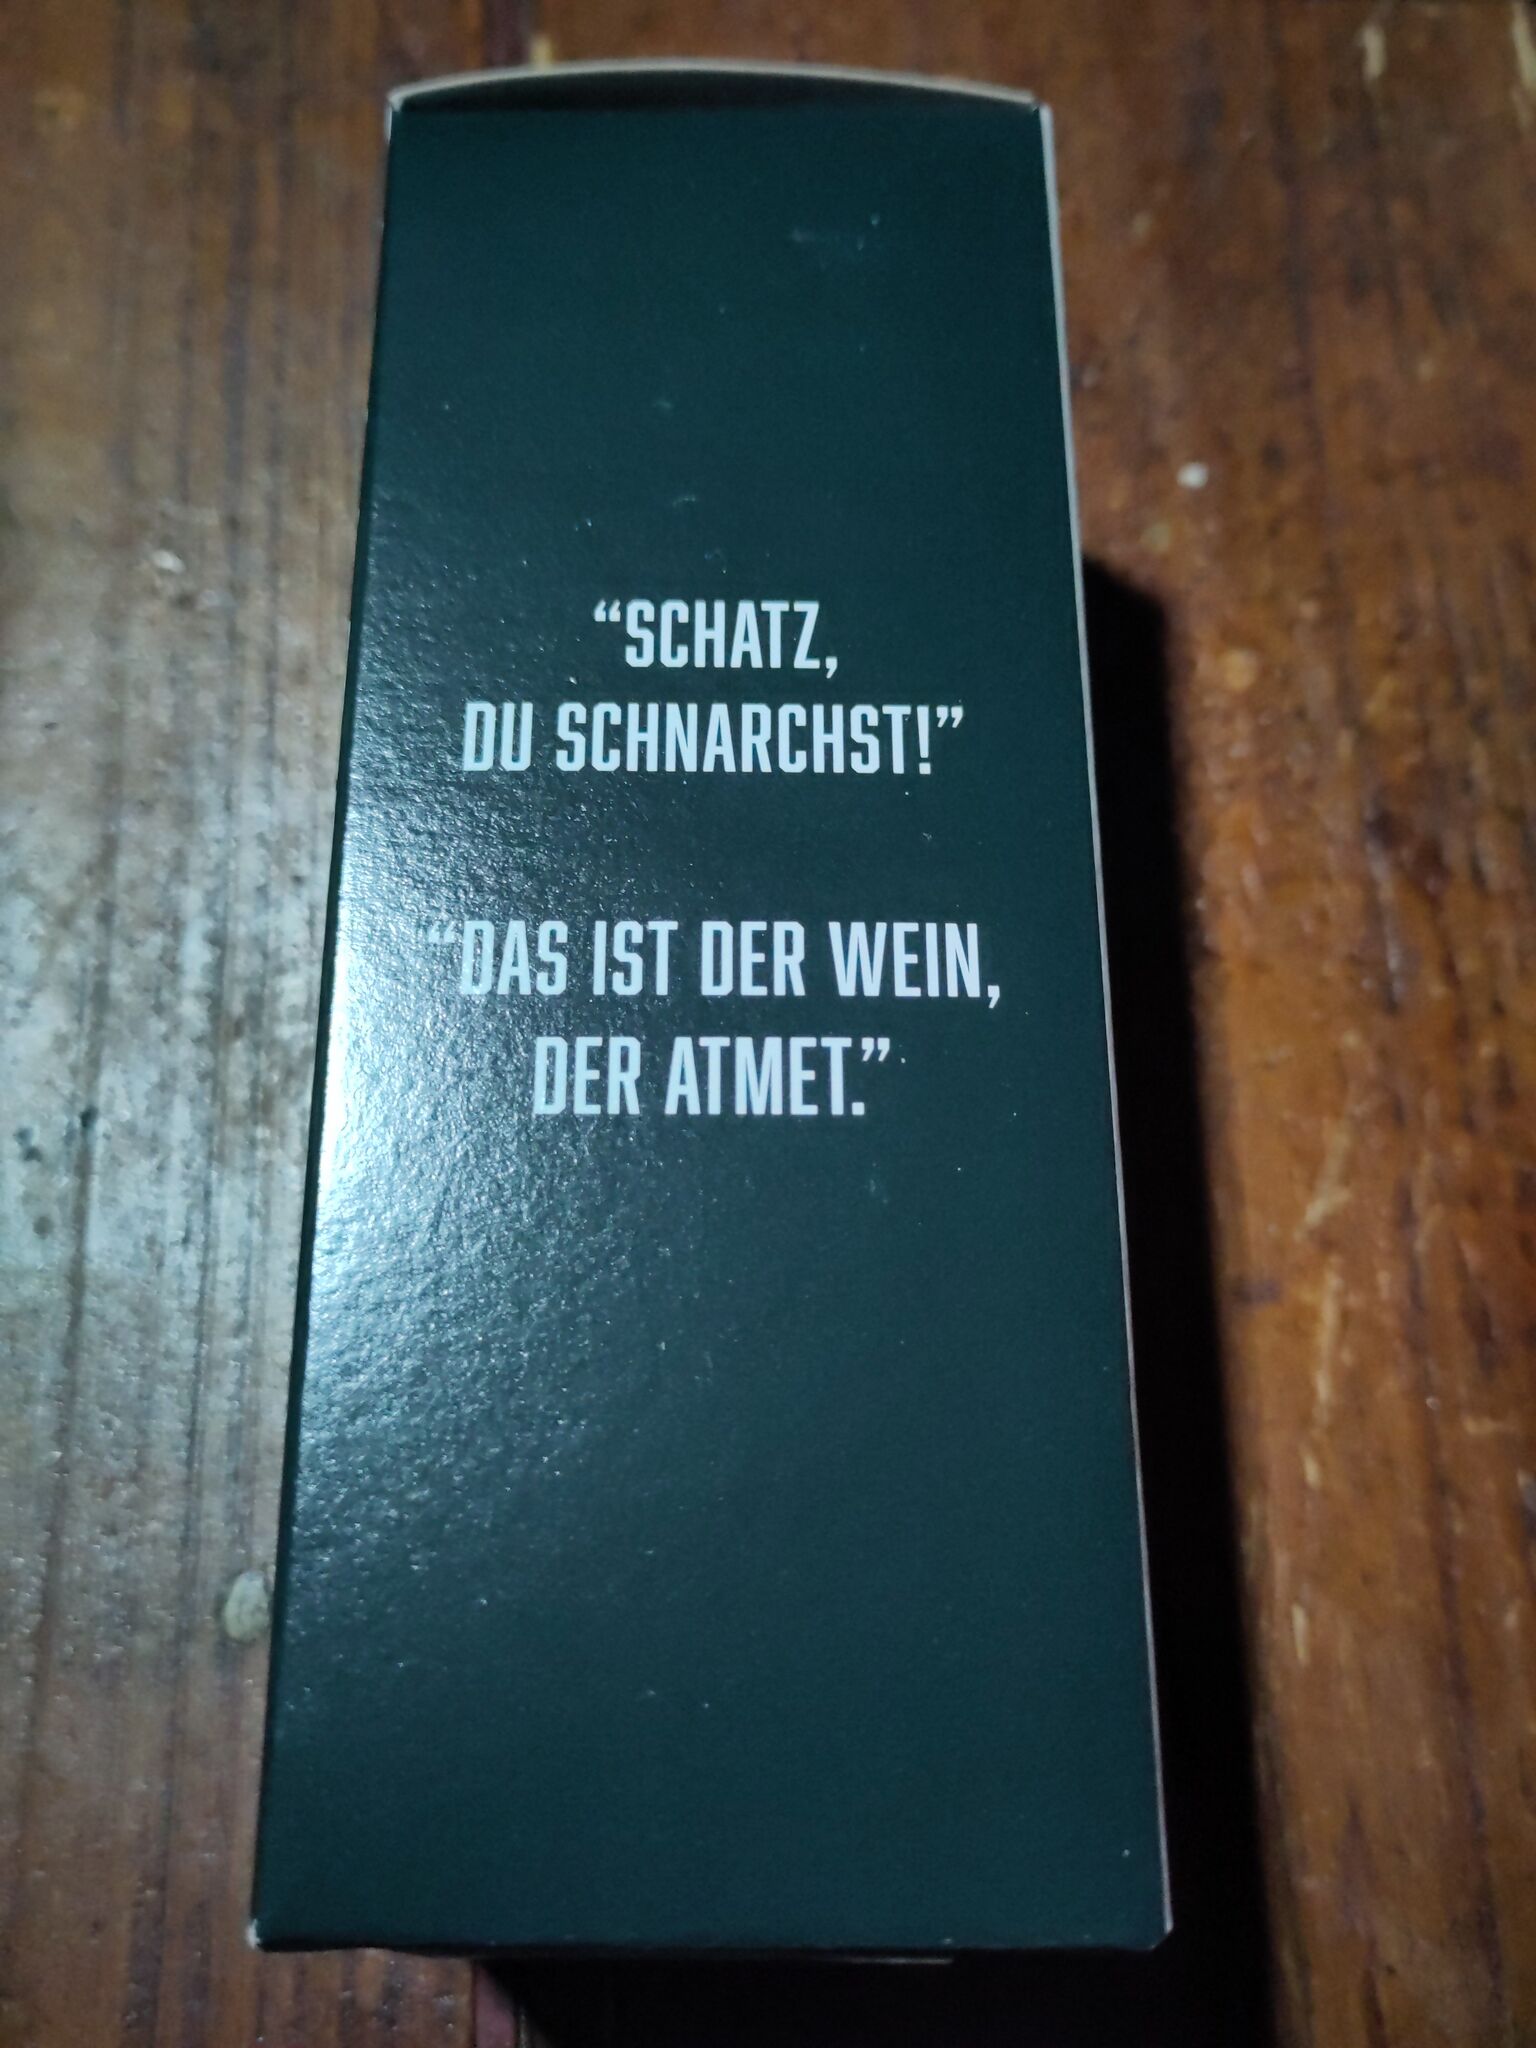 “SCHATZ,
DU SCHNARCHST!”
“DAS IST DER WEIN,
DER ATMET.”